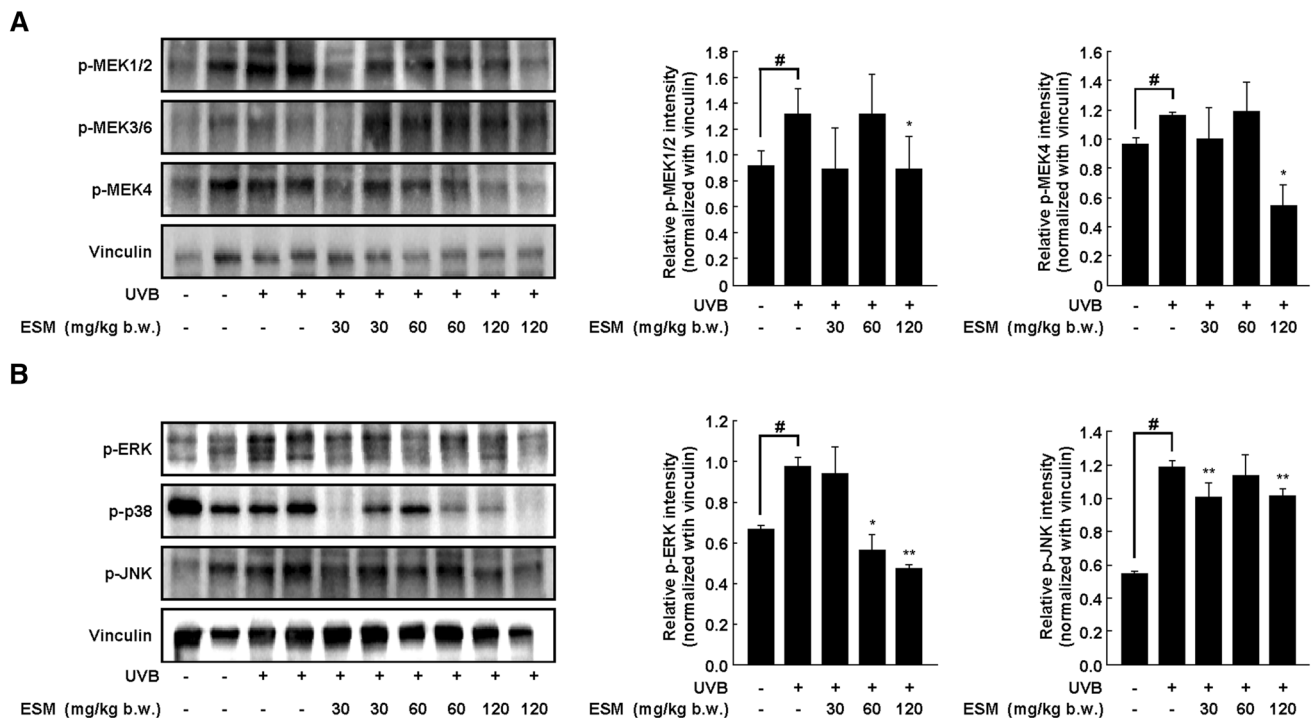 A
p-MEK1/2
p-MEK3/6
p-MEK4
Vinculin
UVB - - + + + + + + + +
ESM (mg/kg b.w.) - - - - 30 30 60 60 120 120
Relative p-MEK1/2 intensity
(normalized with vinculin)
1.8
1.6
1.4
1.2
1.0
0.8
0.6
0.4
0.2
0
#
*
UVB - + + + +
ESM (mg/kg b.w.) - - 30 60 120
Relative p-MEK4 intensity
(normalized with vinculin)
1.8
1.6
1.4
1.2
1.0
0.8
0.6
0.4
0.2
0
#
*
UVB - + + + +
ESM (mg/kg b.w.) - - 30 60 120
B
p-ERK
p-p38
p-JNK
Vinculin
UVB - - + + + + + + + +
ESM (mg/kg b.w.) - - - - 30 30 60 60 120 120
Relative p-ERK intensity
(normalized wtih vinculin)
1.2
1.0
0.8
0.6
0.4
0.2
0.0
#
*
**
UVB - + + + +
ESM (mg/kg b.w.) - - 30 60 120
Relative p-JNK intensity
(normalized with vinculin)
1.4
1.2
1.0
0.8
0.6
0.4
0.2
0.0
#
**
**
UVB - + + + +
ESM (mg/kg b.w.) - - 30 60 120